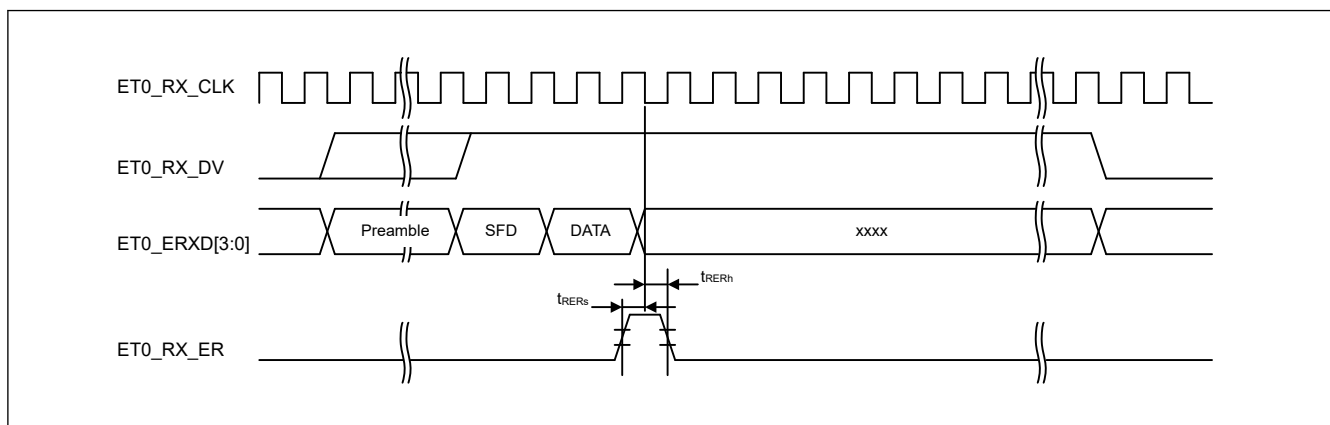 ET0_RX_CLK
ET0_RX_DV
ET0_ERXD[3:0]
Preamble
SFD
DATA
xxxx
tRERh
tRERs
ET0_RX_ER